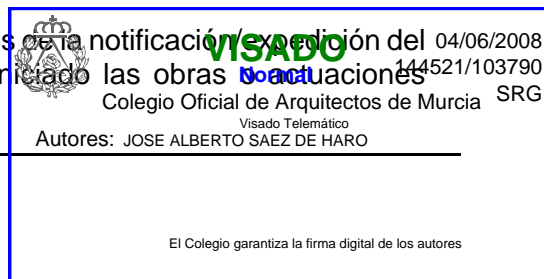 s de la notificación/expedición del
VISADO
04/06/2008
niciado las obras o actuaciones
Normal
144521/103790
Colegio Oficial de Arquitectos de Murcia
SRG
Visado Telemático
Autores: JOSE ALBERTO SAEZ DE HARO
El Colegio garantiza la firma digital de los autores